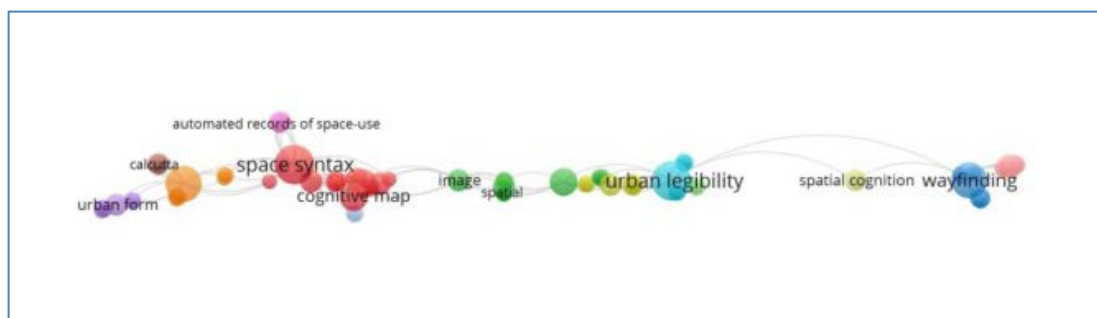 automated records of space-use
calcutta
space syntax
urban form
cognitive map
image
spatial
urban legibility
spatial cognition
wayfinding